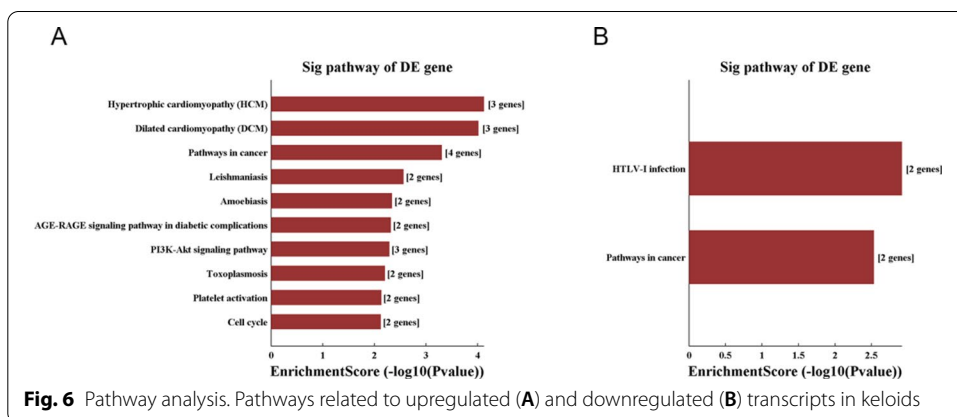 A
Sig pathway of DE gene
Hypertrophic cardiomyopathy (HCM) [3 genes]
Dilated cardiomyopathy (DCM) [3 genes]
Pathways in cancer [4 genes]
Leishmaniasis [2 genes]
Amoebiasis [2 genes]
AGE-RAGE signaling pathway in diabetic complications [2 genes]
PI3K-Akt signaling pathway [3 genes]
Toxoplasmosis [2 genes]
Platelet activation [2 genes]
Cell cycle [2 genes]
0 1 2 3 4
EnrichmentScore (-log10(Pvalue))
B
Sig pathway of DE gene
HTLV-I infection [2 genes]
Pathways in cancer [2 genes]
0 0.5 1 1.5 2 2.5
EnrichmentScore (-log10(Pvalue))
Fig. 6 Pathway analysis. Pathways related to upregulated (A) and downregulated (B) transcripts in keloids